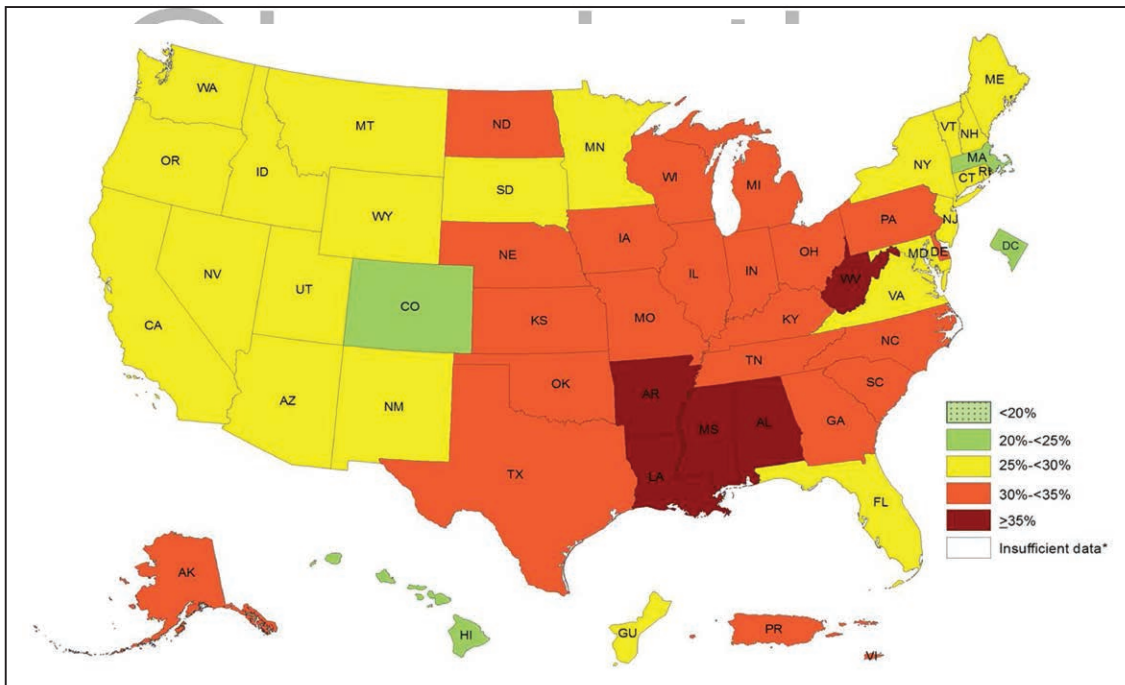 WA
MT
ND
MN
ME
VT
NH
OR
ID
SD
WI
MI
NY
MA
CT
RI
WY
NE
IA
PA
NJ
NV
UT
CO
IL
IN
OH
MD
DE
DC
WV
VA
CA
KS
MO
KY
AZ
NM
OK
AR
TN
NC
SC
TX
LA
MS
AL
GA
FL
<20%
20%-<25%
25%-<30%
30%-<35%
≥35%
Insufficient data*
AK
HI
GU
PR
VI